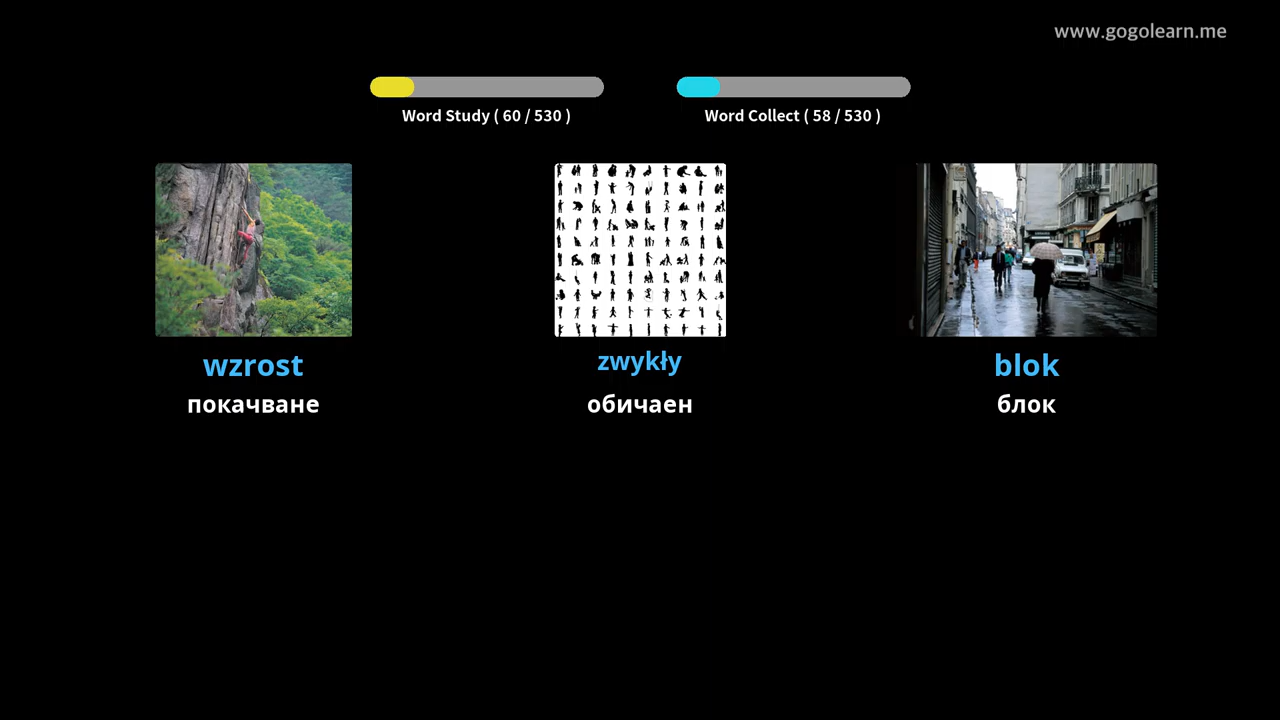 www.gogolearn.me
Word Study ( 60 / 530 )
Word Collect ( 58 / 530 )
wzrost
zwykły
blok
покачване
обичаен
блок